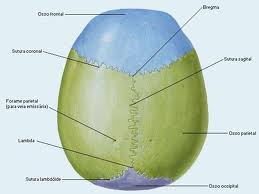 Osso frontal
Bregma
Sutura coronal
Sutura sagital
Forame parietal
(para veia emissária)
Osso parietal
Lambda
Sutura lambdóide
Osso occipital